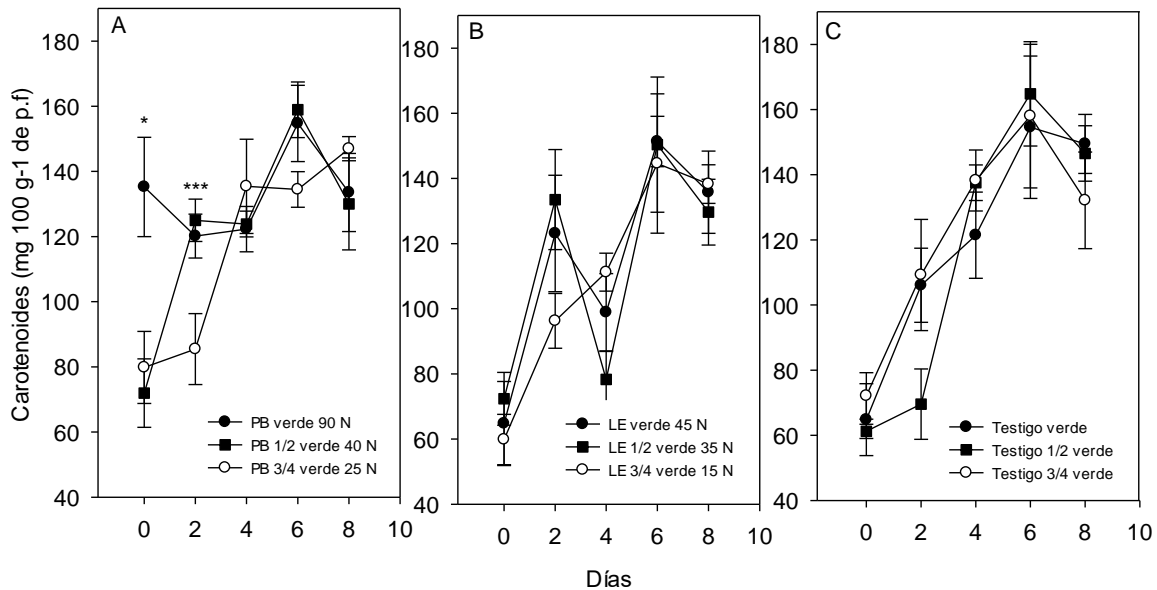 A
B
C
Carotenoides (mg 100 g-1 de p.f)
180
160
140
120
100
80
60
40
*
***
PB verde 90 N
PB 1/2 verde 40 N
PB 3/4 verde 25 N
0 2 4 6 8 10
180
160
140
120
100
80
60
40
LE verde 45 N
LE 1/2 verde 35 N
LE 3/4 verde 15 N
0 2 4 6 8 10
180
160
140
120
100
80
60
40
Testigo verde
Testigo 1/2 verde
Testigo 3/4 verde
0 2 4 6 8 10
Días